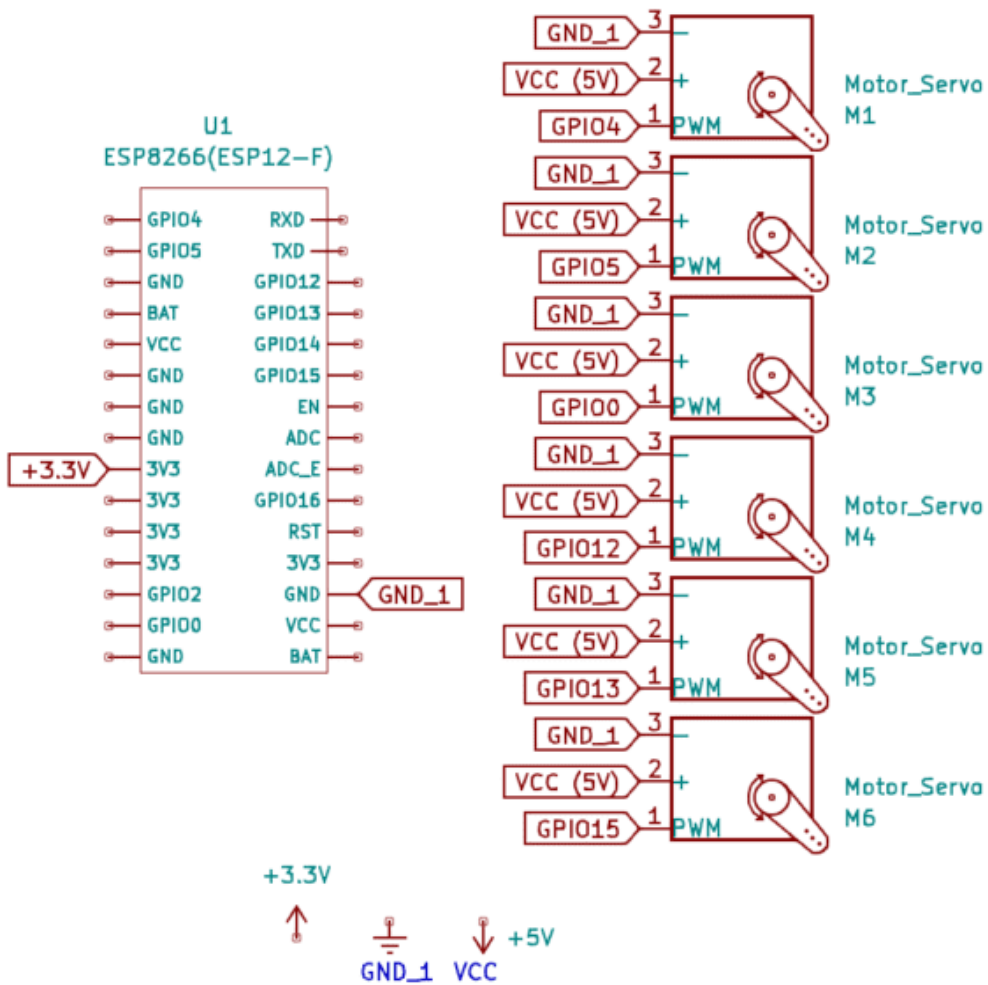 U1
ESP8266(ESP12-F)
GPIO4 RXD
GPIO5 TXD
GND GPIO12
BAT GPIO13
VCC GPIO14
GND GPIO15
GND EN
GND ADC
+3.3V 3V3 ADC_E
3V3 GPIO16
3V3 RST
3V3 3V3
GPIO2 GND GND_1
GPIO0 VCC
GND BAT
GND_1 3 -
VCC (5V) 2 +
GPIO4 1 PWM
Motor_Servo
M1
GND_1 3 -
VCC (5V) 2 +
GPIO5 1 PWM
Motor_Servo
M2
GND_1 3 -
VCC (5V) 2 +
GPIO0 1 PWM
Motor_Servo
M3
GND_1 3 -
VCC (5V) 2 +
GPIO12 1 PWM
Motor_Servo
M4
GND_1 3 -
VCC (5V) 2 +
GPIO13 1 PWM
Motor_Servo
M5
GND_1 3 -
VCC (5V) 2 +
GPIO15 1 PWM
Motor_Servo
M6
+3.3V
GND_1
VCC
+5V